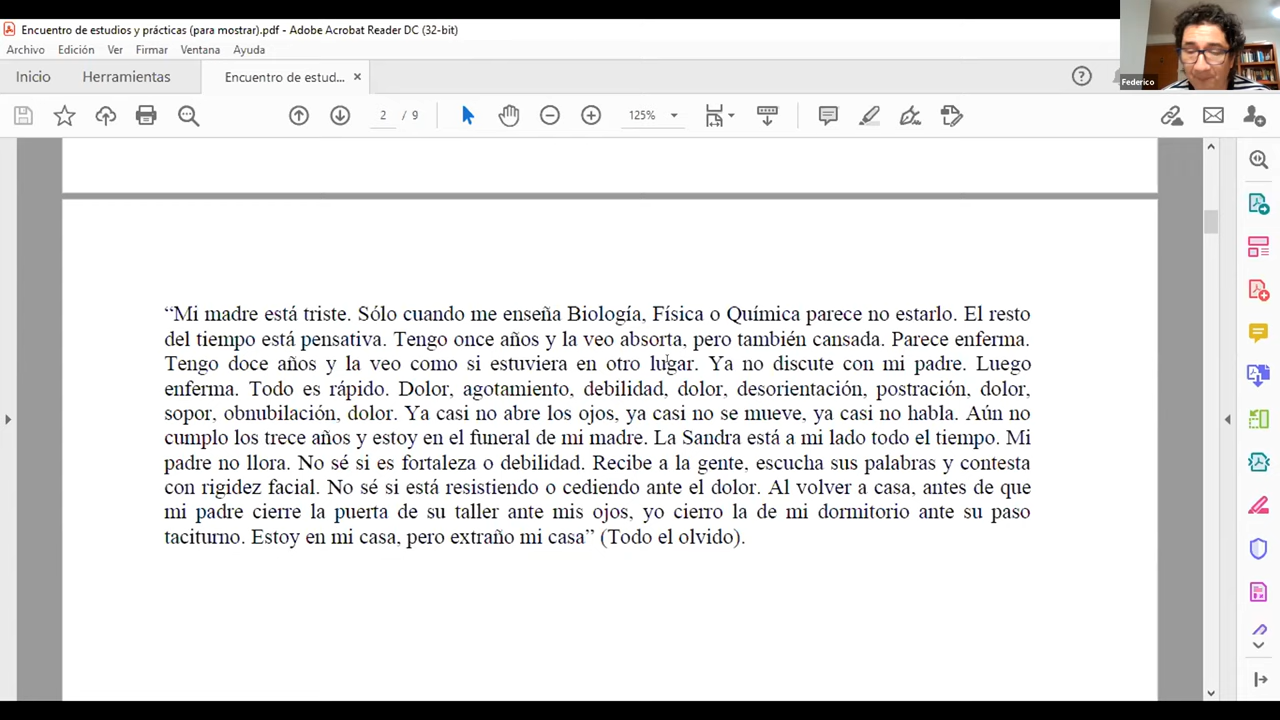 Encuentro de estudios y prácticas (para mostrar).pdf - Adobe Acrobat Reader DC (32-bit)
Archivo Edición Ver Firmar Ventana Ayuda
Inicio Herramientas Encuentro de estud... ×
2 / 9 125%
Federico
“Mi madre está triste. Sólo cuando me enseña Biología, Física o Química parece no estarlo. El resto
del tiempo está pensativa. Tengo once años y la veo absorta, pero también cansada. Parece enferma.
Tengo doce años y la veo como si estuviera en otro lugar. Ya no discute con mi padre. Luego
enferma. Todo es rápido. Dolor, agotamiento, debilidad, dolor, desorientación, postración, dolor,
sopor, obnubilación, dolor. Ya casi no abre los ojos, ya casi no se mueve, ya casi no habla. Aún no
cumplo los trece años y estoy en el funeral de mi madre. La Sandra está a mi lado todo el tiempo. Mi
padre no llora. No sé si es fortaleza o debilidad. Recibe a la gente, escucha sus palabras y contesta
con rigidez facial. No sé si está resistiendo o cediendo ante el dolor. Al volver a casa, antes de que
mi padre cierre la puerta de su taller ante mis ojos, yo cierro la de mi dormitorio ante su paso
taciturno. Estoy en mi casa, pero extraño mi casa” (Todo el olvido).